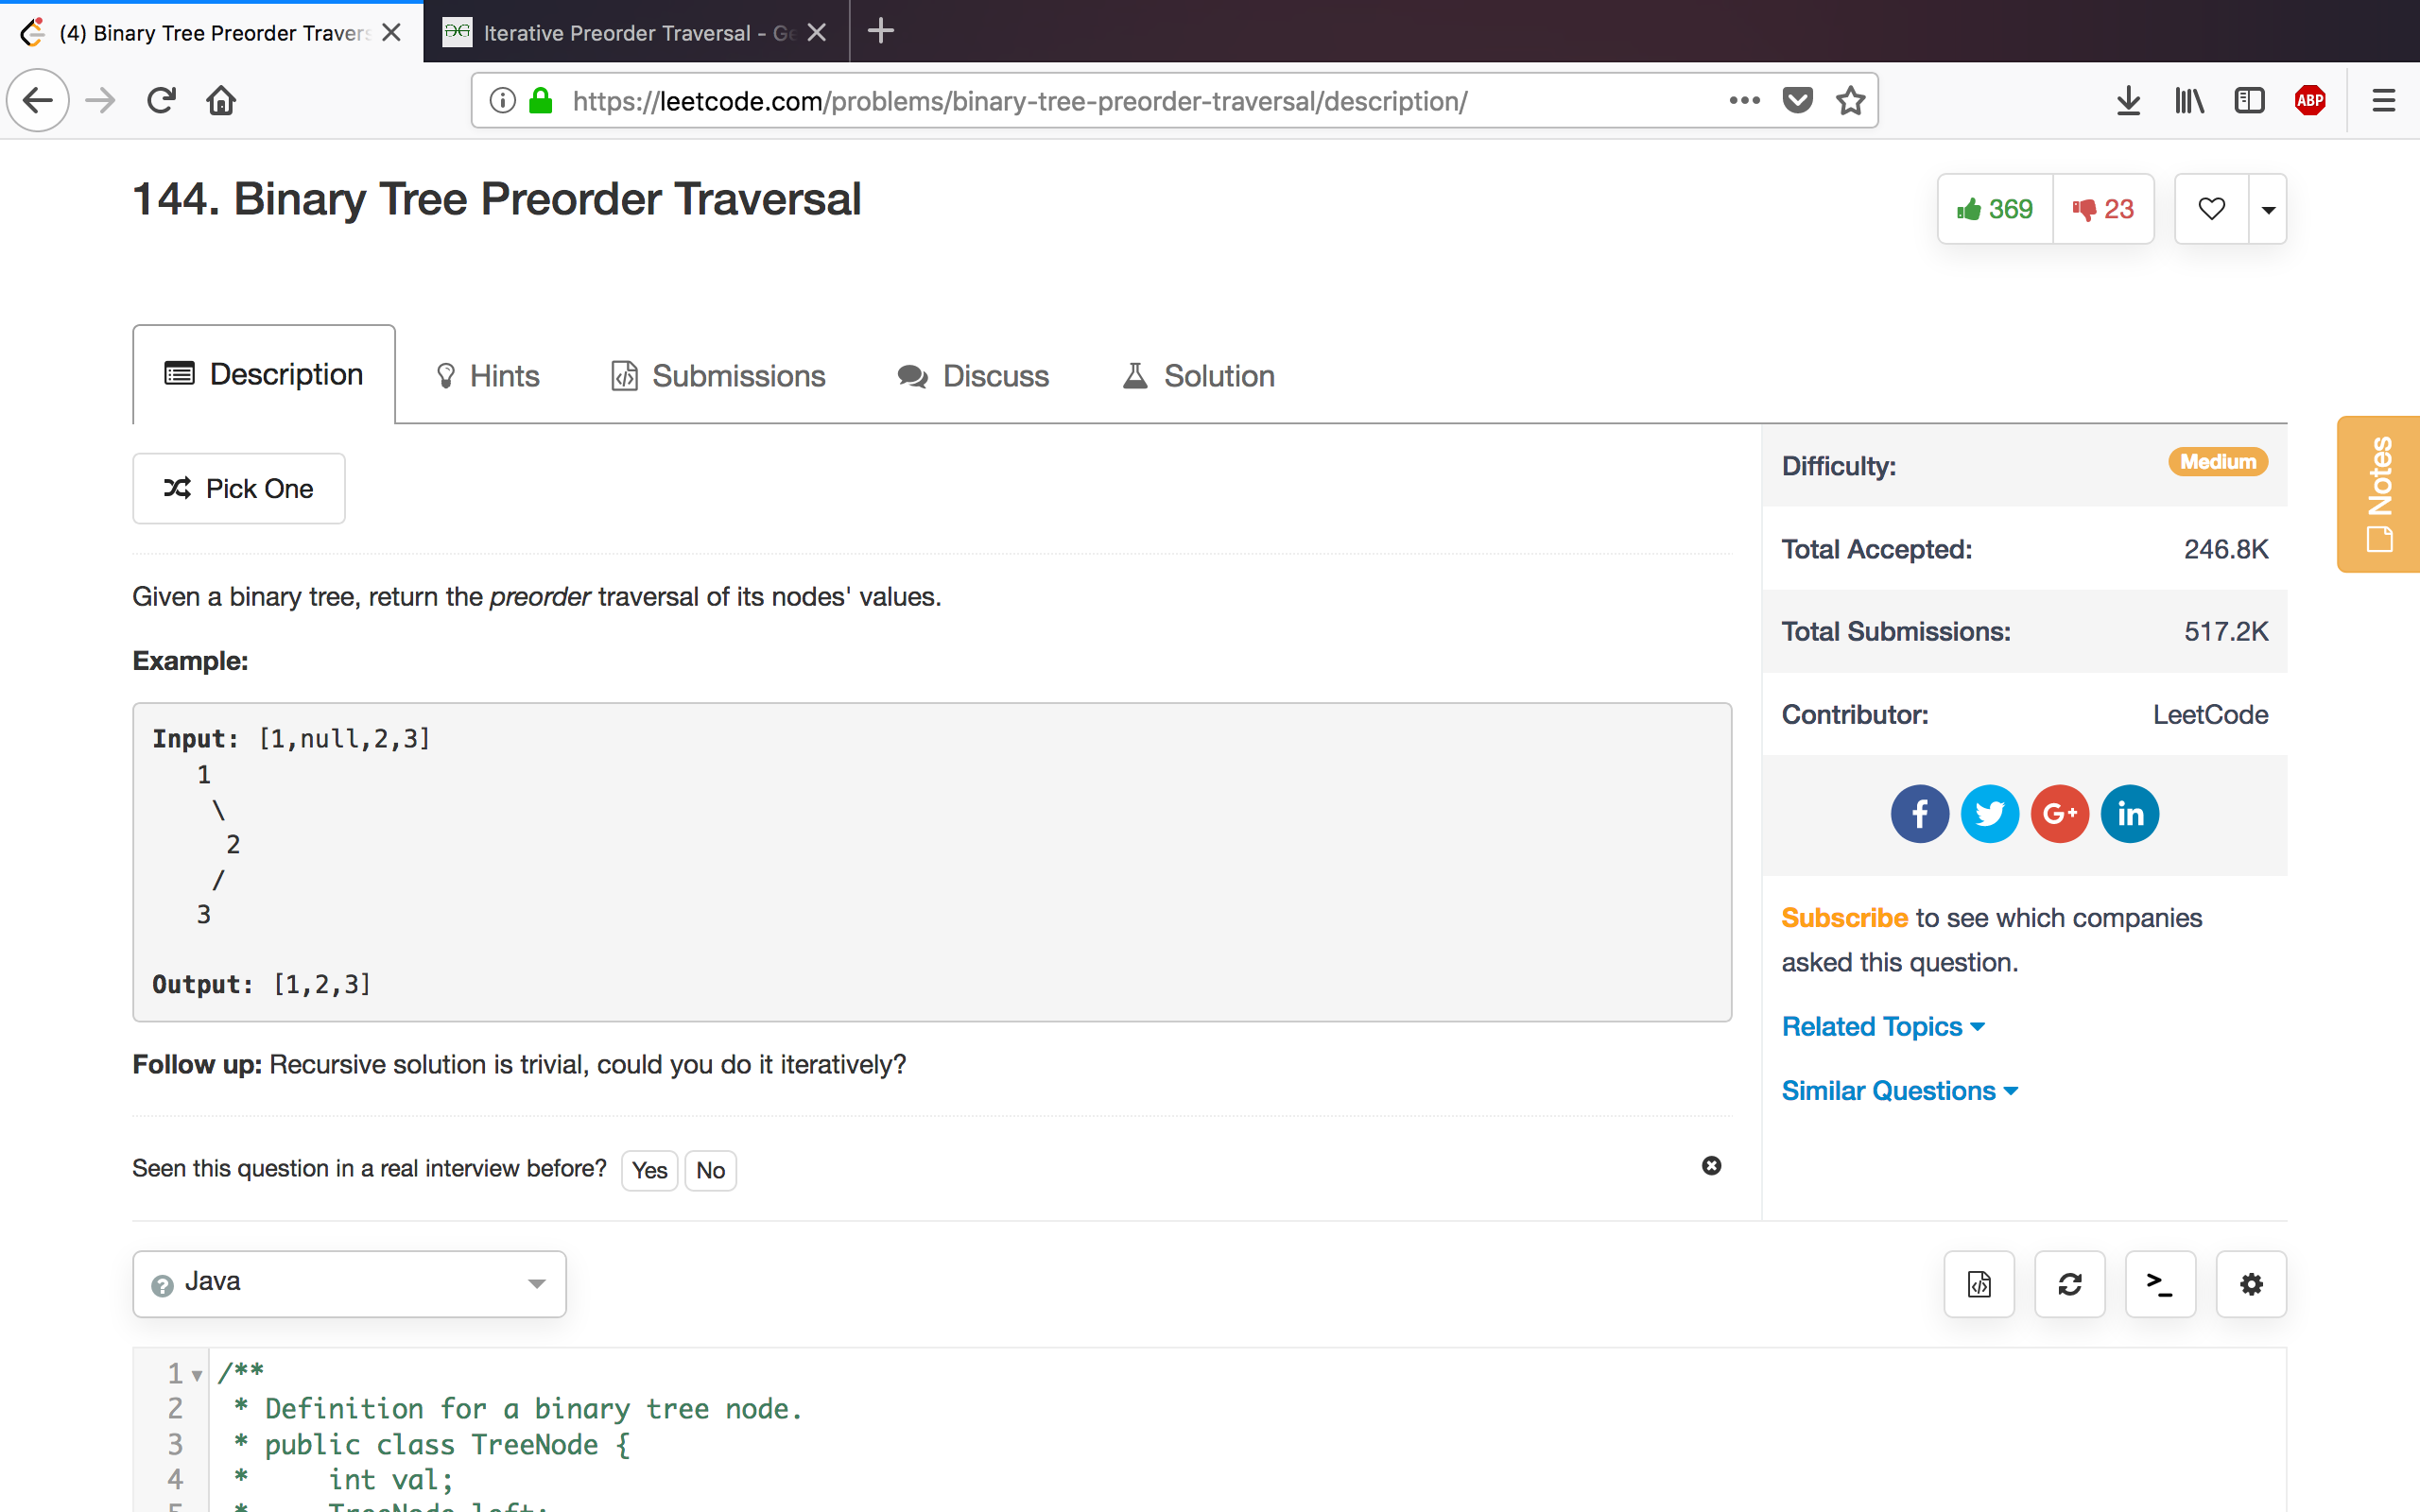 (4) Binary Tree Preorder Travers
Iterative Preorder Traversal - Ge
https://leetcode.com/problems/binary-tree-preorder-traversal/description/
ABP
144. Binary Tree Preorder Traversal
369
23
Description
Hints
Submissions
Discuss
Solution
Notes
Pick One
Given a binary tree, return the preorder traversal of its nodes' values.
Example:
Input: [1,null,2,3]
1
\
2
/
3
Output: [1,2,3]
Follow up: Recursive solution is trivial, could you do it iteratively?
Seen this question in a real interview before? Yes No
Difficulty: Medium
Total Accepted: 246.8K
Total Submissions: 517.2K
Contributor: LeetCode
f G+ in
Subscribe to see which companies
asked this question.
Related Topics
Similar Questions
? Java
>_
1 /**
2 * Definition for a binary tree node.
3 * public class TreeNode {
4 * int val;
5 * TreeNode left;